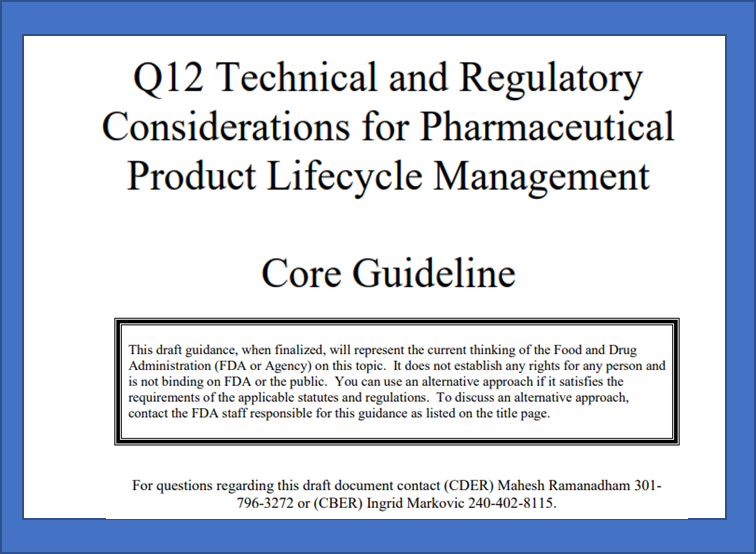 Q12 Technical and Regulatory
Considerations for Pharmaceutical
Product Lifecycle Management
Core Guideline
This draft guidance, when finalized, will represent the current thinking of the Food and Drug
Administration (FDA or Agency) on this topic. It does not establish any rights for any person and
is not binding on FDA or the public. You can use an alternative approach if it satisfies the
requirements of the applicable statutes and regulations. To discuss an alternative approach,
contact the FDA staff responsible for this guidance as listed on the title page.
For questions regarding this draft document contact (CDER) Mahesh Ramanadham 301-
796-3272 or (CBER) Ingrid Markovic 240-402-8115.